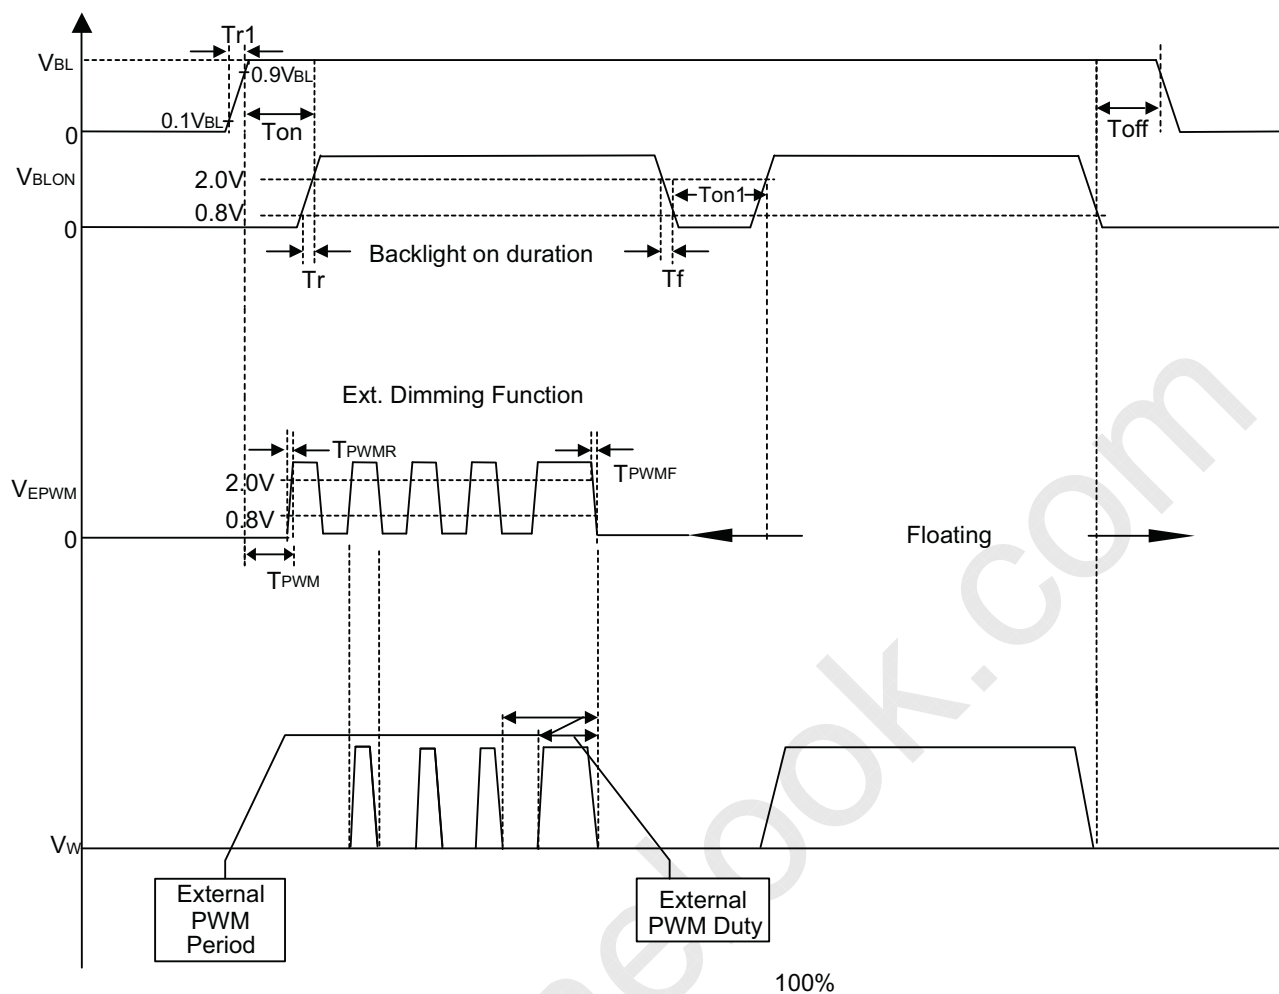 Tr1
VBL
0.9VBL
0.1VBL
Ton
Toff
0
VBLON
2.0V
Ton1
0.8V
0
Backlight on duration
Tr
Tf
Ext. Dimming Function
TPWMR
TPWMF
2.0V
VEPWM
0.8V
Floating
0
TPWM
VW
External
PWM
Period
External
PWM Duty
100%
elook.com